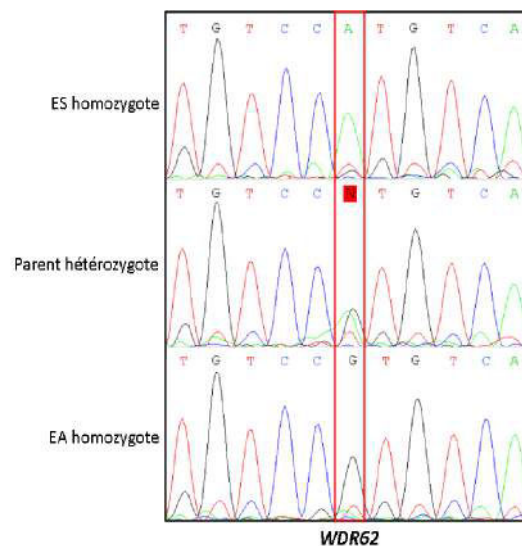 T G T C C A T G T C A
ES homozygote
T G T C C N T G T C A
Parent hétérozygote
T G T C C G T G T C A
EA homozygote
WDR62